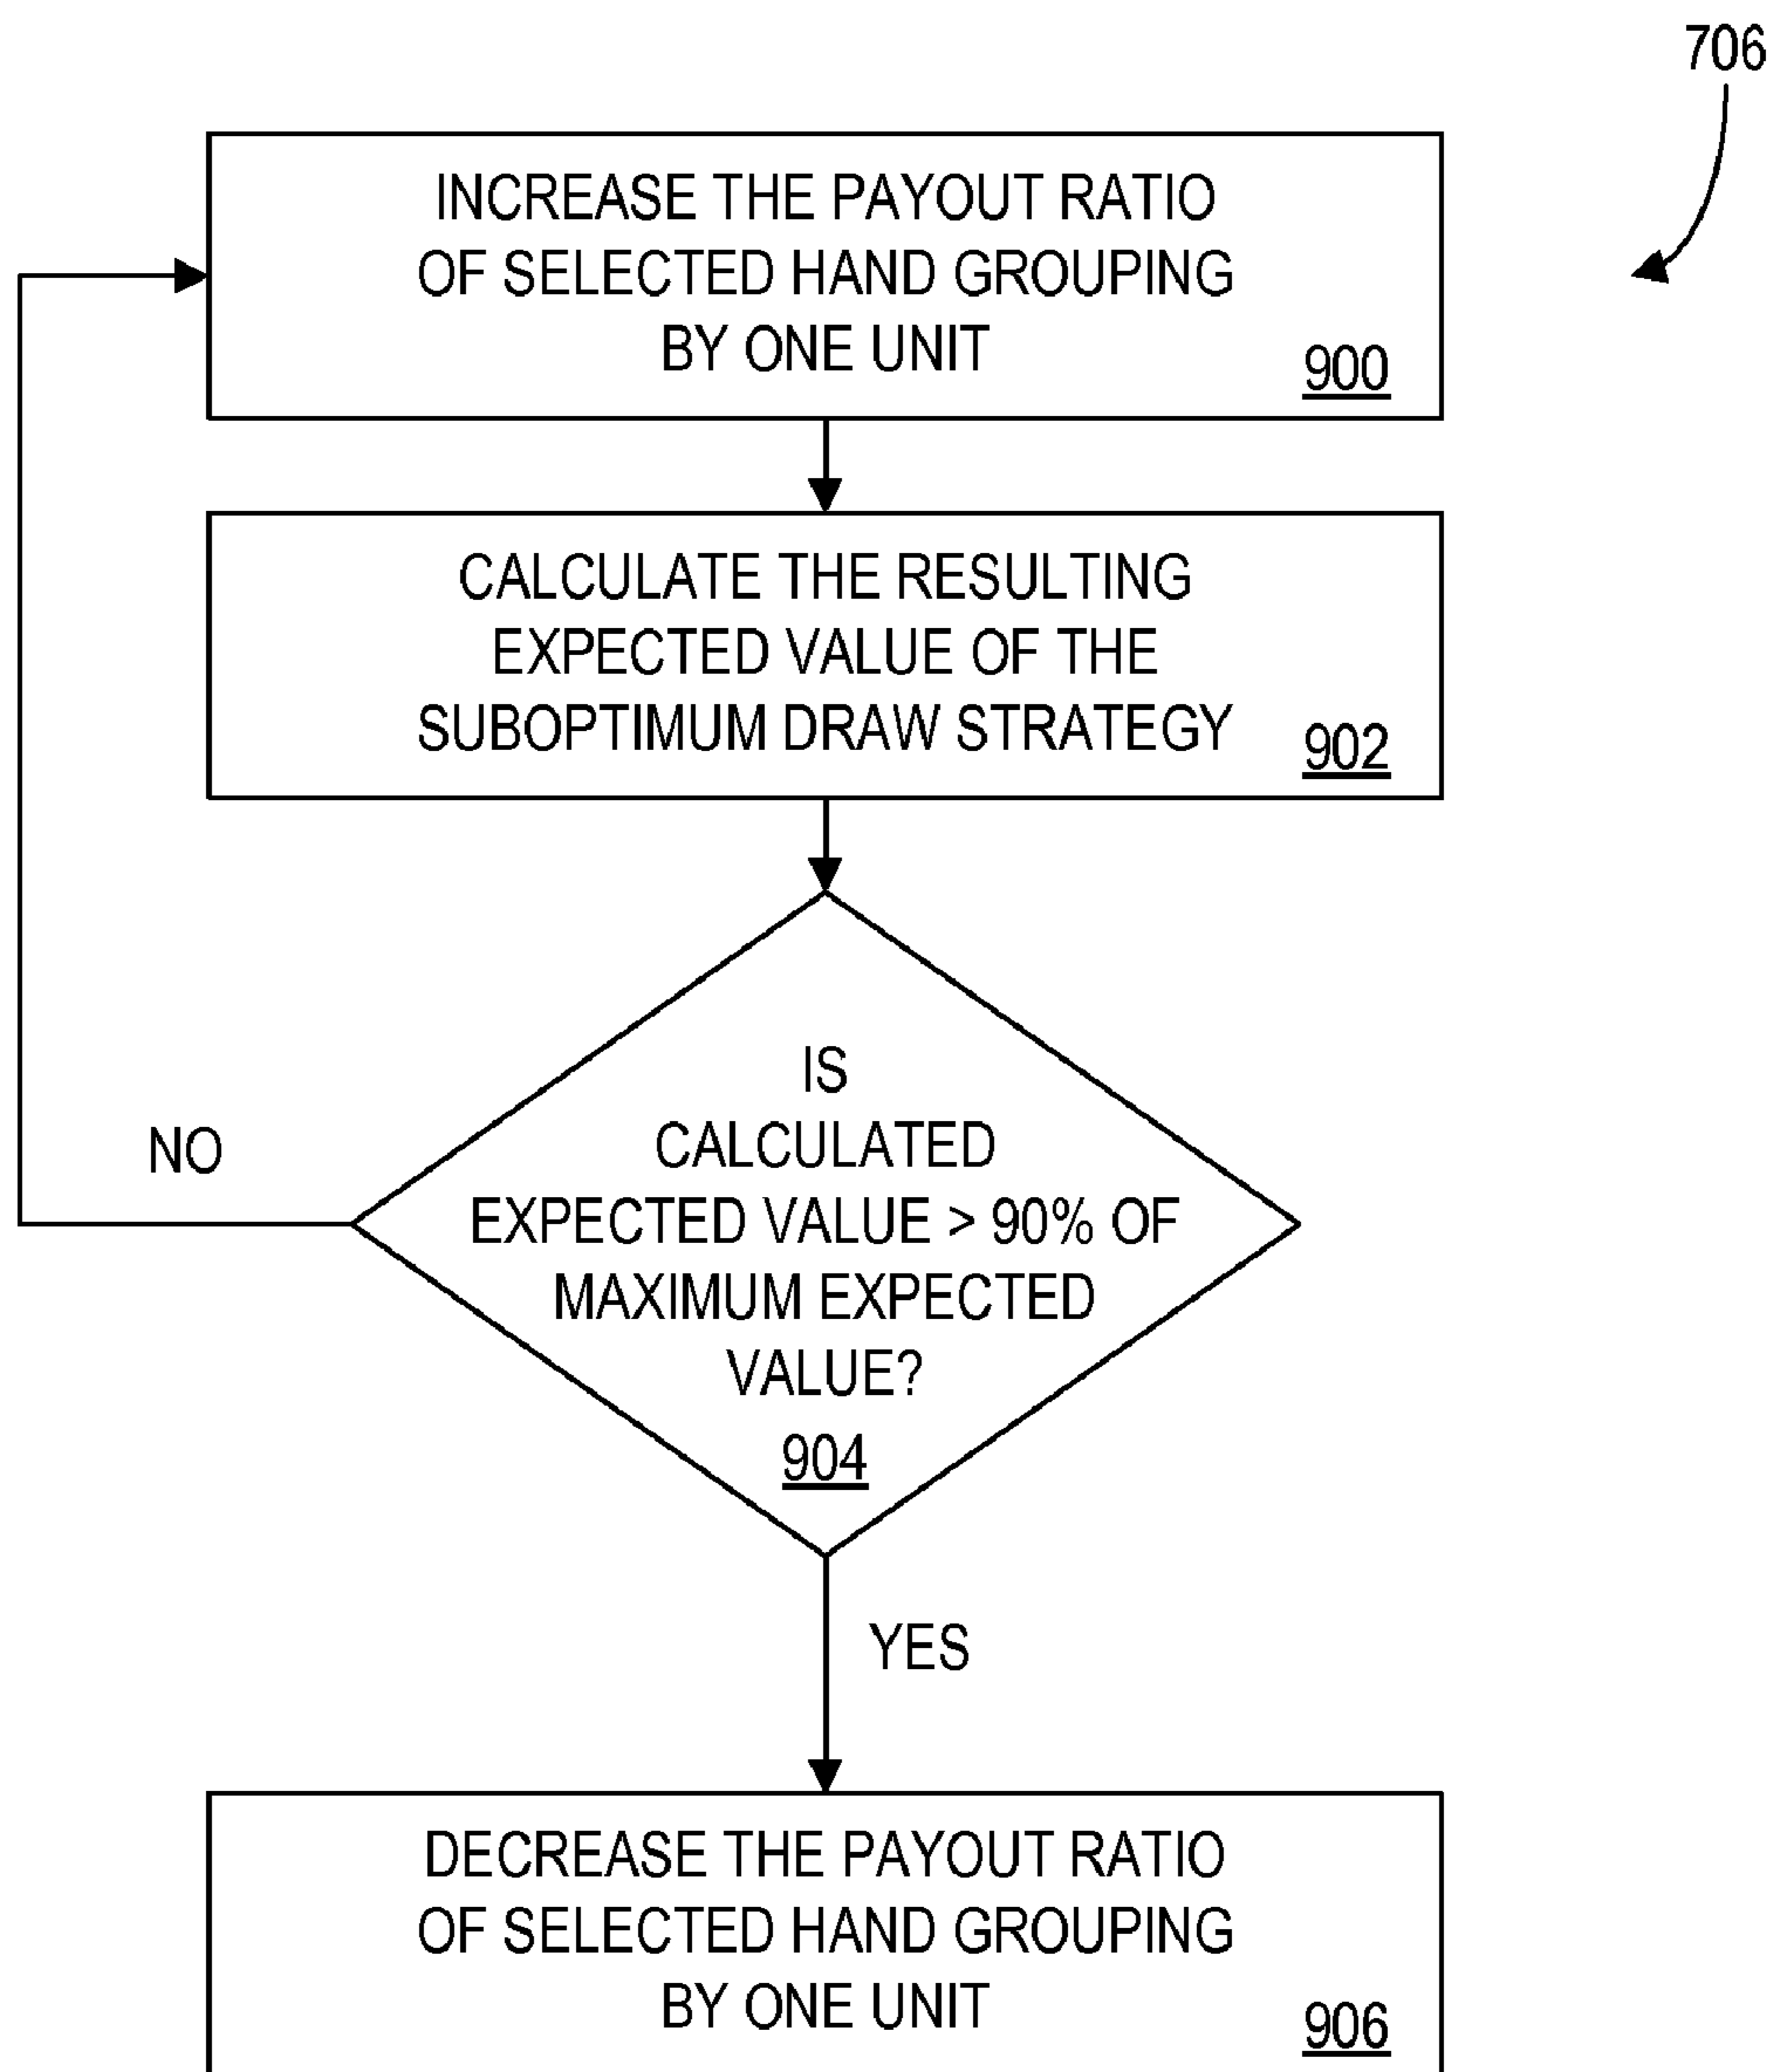 706
INCREASE THE PAYOUT RATIO
OF SELECTED HAND GROUPING
BY ONE UNIT
900
CALCULATE THE RESULTING
EXPECTED VALUE OF THE
SUBOPTIMUM DRAW STRATEGY
902
IS
CALCULATED
EXPECTED VALUE > 90% OF
MAXIMUM EXPECTED
VALUE?
904
NO
YES
DECREASE THE PAYOUT RATIO
OF SELECTED HAND GROUPING
BY ONE UNIT
906